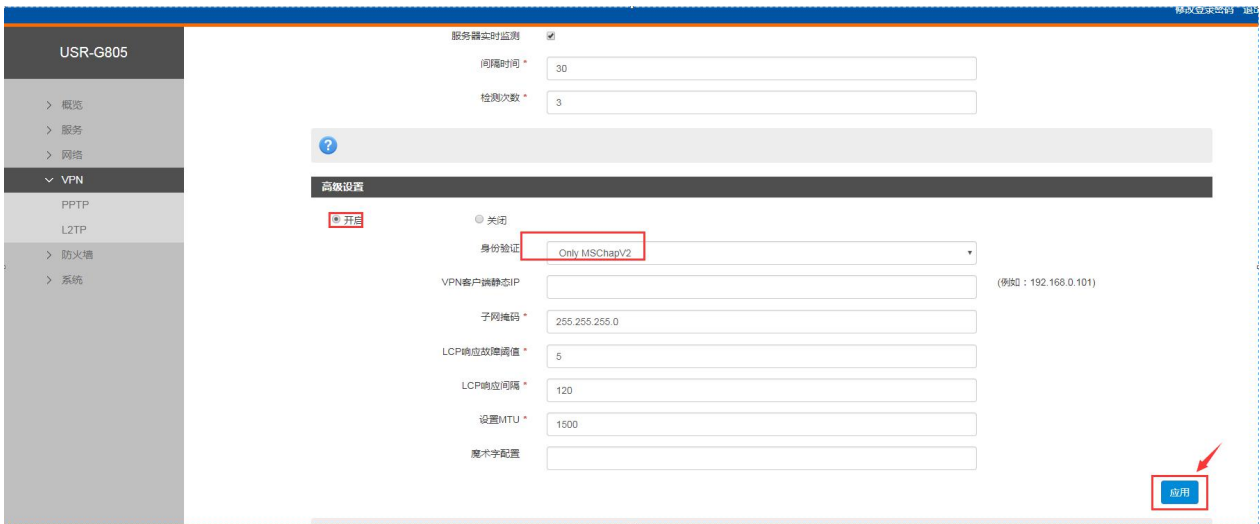 修改登录密码 退出
USR-G805
概览
服务
网络
VPN
PPTP
L2TP
防火墙
系统
服务器实时监测
间隔时间 * 30
检测次数 * 3
高级设置
开启 关闭
身份验证 Only MSChapV2
VPN客户端静态IP (例如：192.168.0.101)
子网掩码 * 255.255.255.0
LCP响应故障阈值 * 5
LCP响应间隔 * 120
设置MTU * 1500
魔术字配置
应用